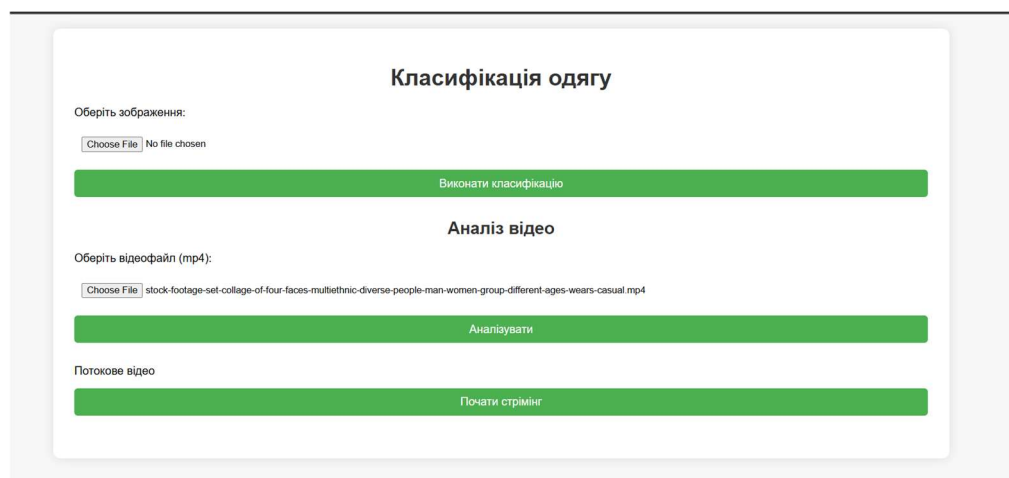 Класифікація одягу
Оберіть зображення:
Choose File No file chosen
Виконати класифікацію
Аналіз відео
Оберіть відеофайл (mp4):
Choose File stock-footage-set-collage-of-four-faces-multiethnic-diverse-people-man-women-group-different-ages-wears-casual.mp4
Аналізувати
Потокове відео
Почати стрімінг